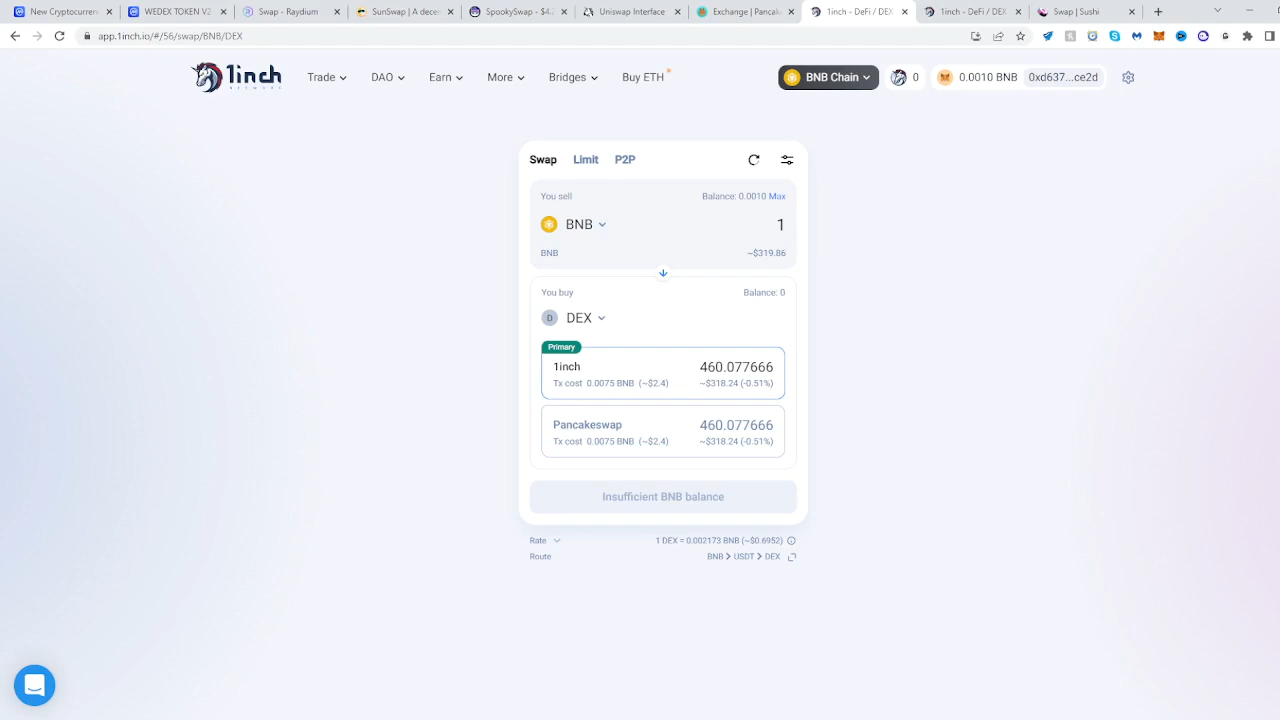 New Cryptocurrenc
WEDEX TOKEN V2
Swap - Raydium
SunSwap | A decen
SpookySwap - $4.2
Uniswap Interface
Exchange | Pancak
1inch - DeFi / DEX
1inch - DeFi / DEX
Swap | Sushi
app.1inch.io/#/56/swap/BNB/DEX
1inch
NETWORK
Trade
DAO
Earn
More
Bridges
Buy ETH
BNB Chain
0
0.0010 BNB
0xd637...ce2d
Swap
Limit
P2P
You sell
Balance: 0.0010 Max
BNB
1
BNB
~$319.86
You buy
Balance: 0
D
DEX
Primary
1inch
460.077666
Tx cost 0.0075 BNB (~$2.4)
~$318.24 (-0.51%)
Pancakeswap
460.077666
Tx cost 0.0075 BNB (~$2.4)
~$318.24 (-0.51%)
Insufficient BNB balance
Rate
1 DEX = 0.002173 BNB (~$0.6952)
Route
BNB > USDT > DEX